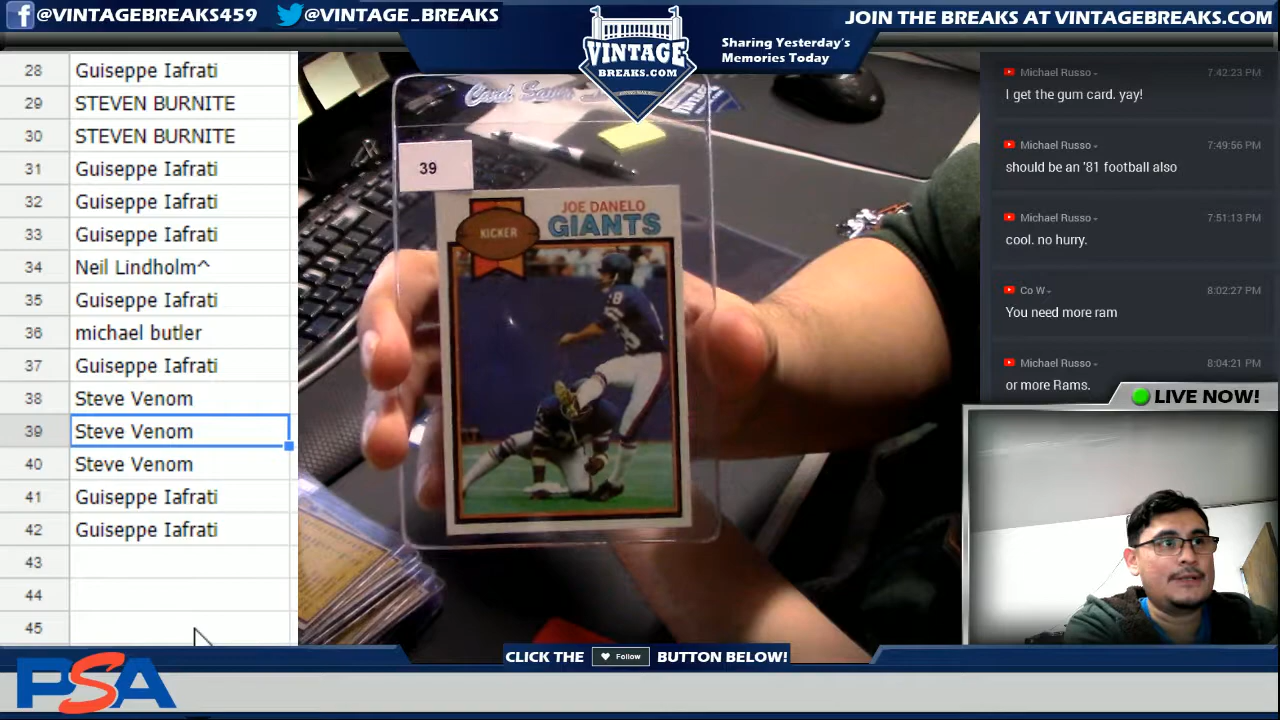 @VINTAGEBREAKS459
@VINTAGE_BREAKS
VINTAGE
BREAKS.COM
Sharing Yesterday's
Memories Today
JOIN THE BREAKS AT VINTAGEBREAKS.COM
28 Guiseppe Iafrati
29 STEVEN BURNITE
30 STEVEN BURNITE
31 Guiseppe Iafrati
32 Guiseppe Iafrati
33 Guiseppe Iafrati
34 Neil Lindholm^
35 Guiseppe Iafrati
36 michael butler
37 Guiseppe Iafrati
38 Steve Venom
39 Steve Venom
40 Steve Venom
41 Guiseppe Iafrati
42 Guiseppe Iafrati
43
44
45
Card Saver
39
JOE DANELO
GIANTS
KICKER
Michael Russo 7:42:23 PM
I get the gum card. yay!
Michael Russo 7:49:56 PM
should be an '81 football also
Michael Russo 7:51:13 PM
cool. no hurry.
Co W 8:02:27 PM
You need more ram
Michael Russo 8:04:21 PM
or more Rams.
LIVE NOW!
CLICK THE Follow BUTTON BELOW!
PSA